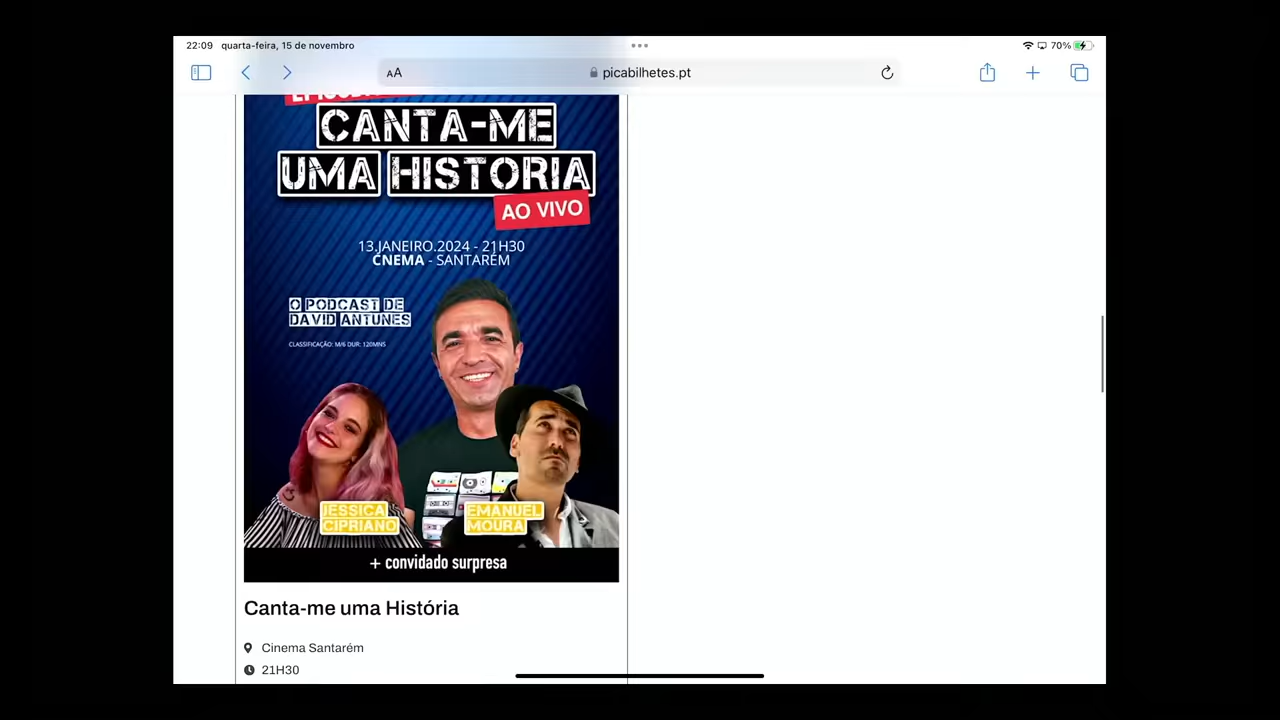 22:09 quarta-feira, 15 de novembro
70%
AA
picabilhetes.pt
CANTA-ME
UMA HISTORIA
AO VIVO
13.JANEIRO.2024 - 21H30
CNEMA - SANTARÉM
O PODCAST DE
DAVID ANTUNES
CLASSIFICAÇÃO: M/6 DUR: 120MNS
JESSICA
CIPRIANO
EMANUEL
MOURA
+ convidado surpresa
Canta-me uma História
Cinema Santarém
21H30